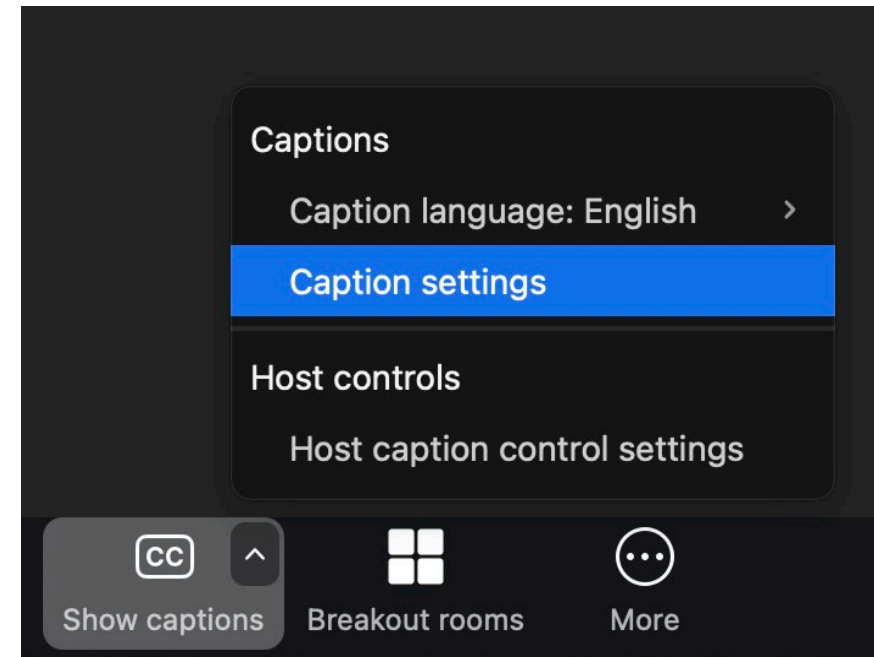 Captions
Caption language: English
Caption settings
Host controls
Host caption control settings
CC
Show captions
Breakout rooms
More